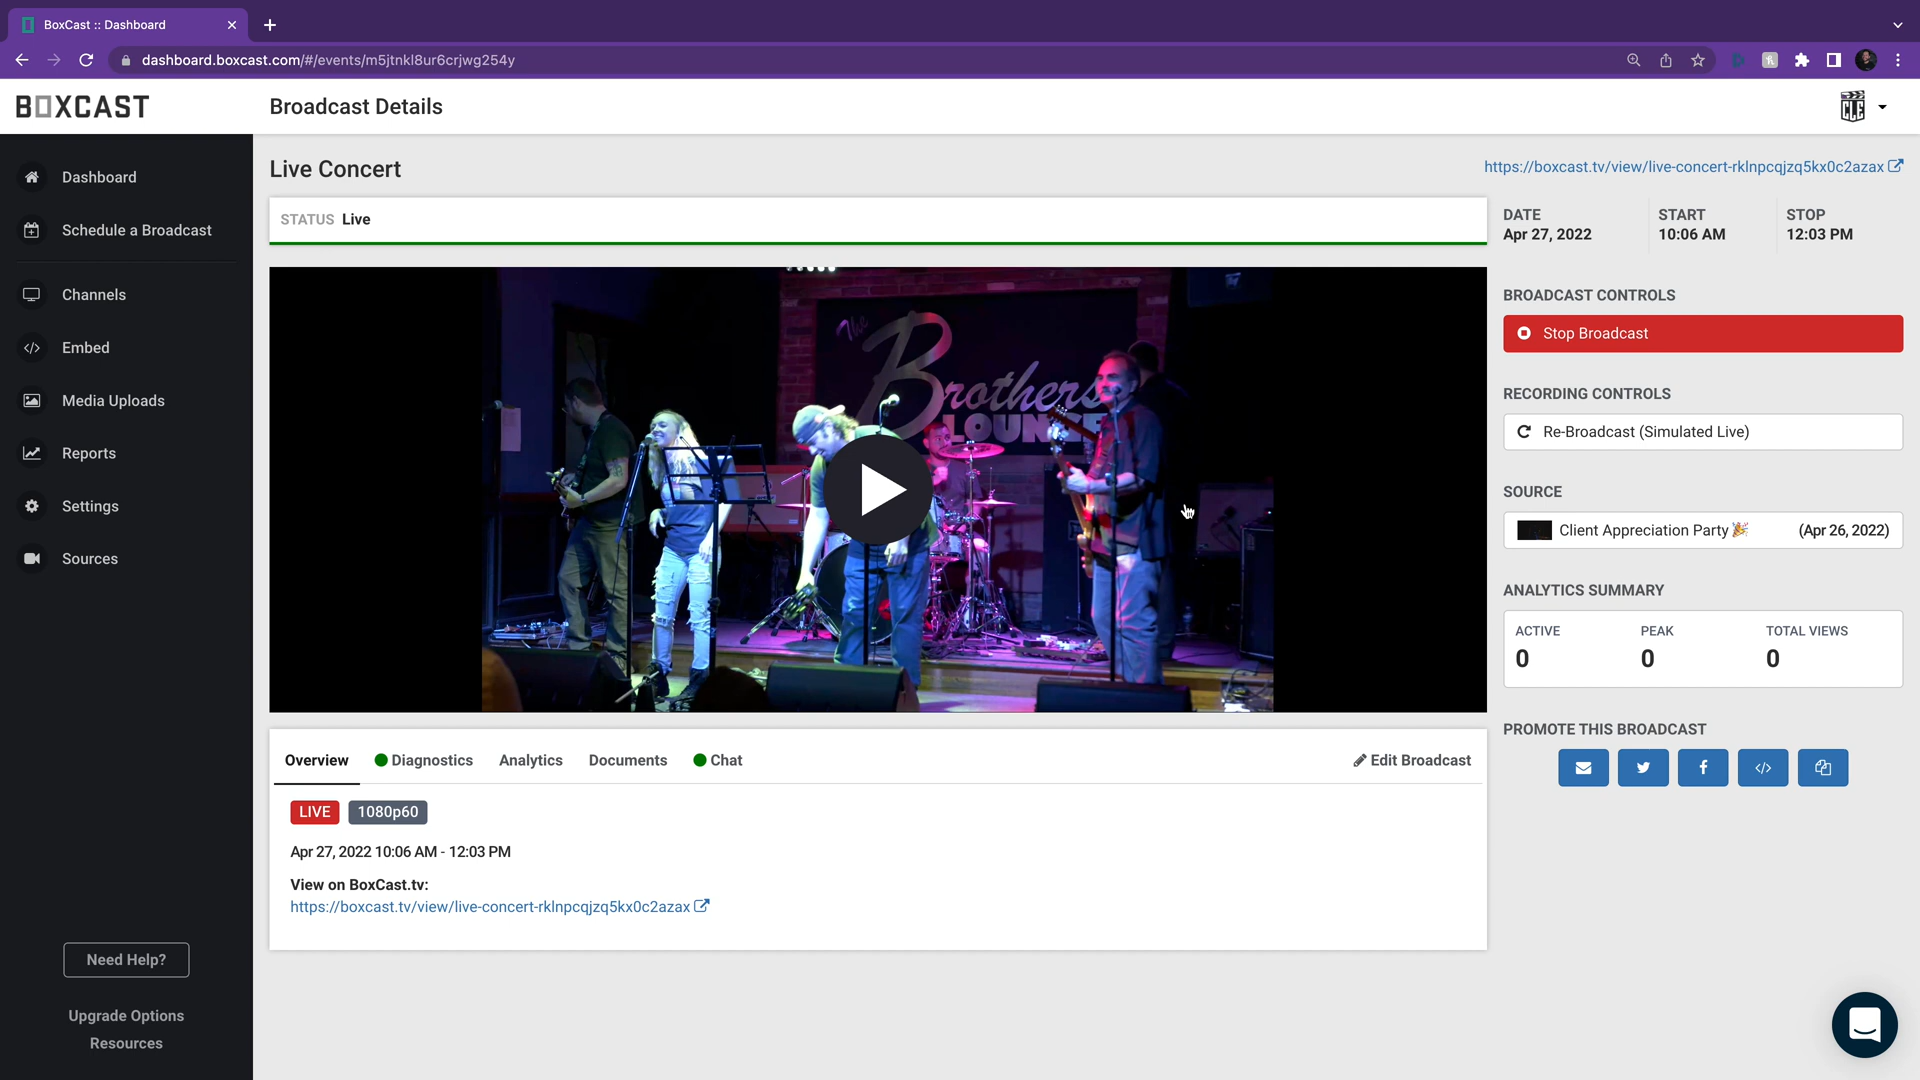 BoxCast :: Dashboard
dashboard.boxcast.com/#/events/m5jtnkl8ur6crjwg254y
BOXCAST
Broadcast Details
CLE
Dashboard
Schedule a Broadcast
Channels
Embed
Media Uploads
Reports
Settings
Sources
Need Help?
Upgrade Options
Resources
Live Concert
https://boxcast.tv/view/live-concert-rklnpcqjzq5kx0c2azax
STATUS Live
The
Brothers
LOUNGE
DATE
Apr 27, 2022
START
10:06 AM
STOP
12:03 PM
BROADCAST CONTROLS
Stop Broadcast
RECORDING CONTROLS
Re-Broadcast (Simulated Live)
SOURCE
Client Appreciation Party🎉 (Apr 26, 2022)
ANALYTICS SUMMARY
ACTIVE PEAK TOTAL VIEWS
0 0 0
PROMOTE THIS BROADCAST
Overview Diagnostics Analytics Documents Chat Edit Broadcast
LIVE 1080p60
Apr 27, 2022 10:06 AM - 12:03 PM
View on BoxCast.tv:
https://boxcast.tv/view/live-concert-rklnpcqjzq5kx0c2azax